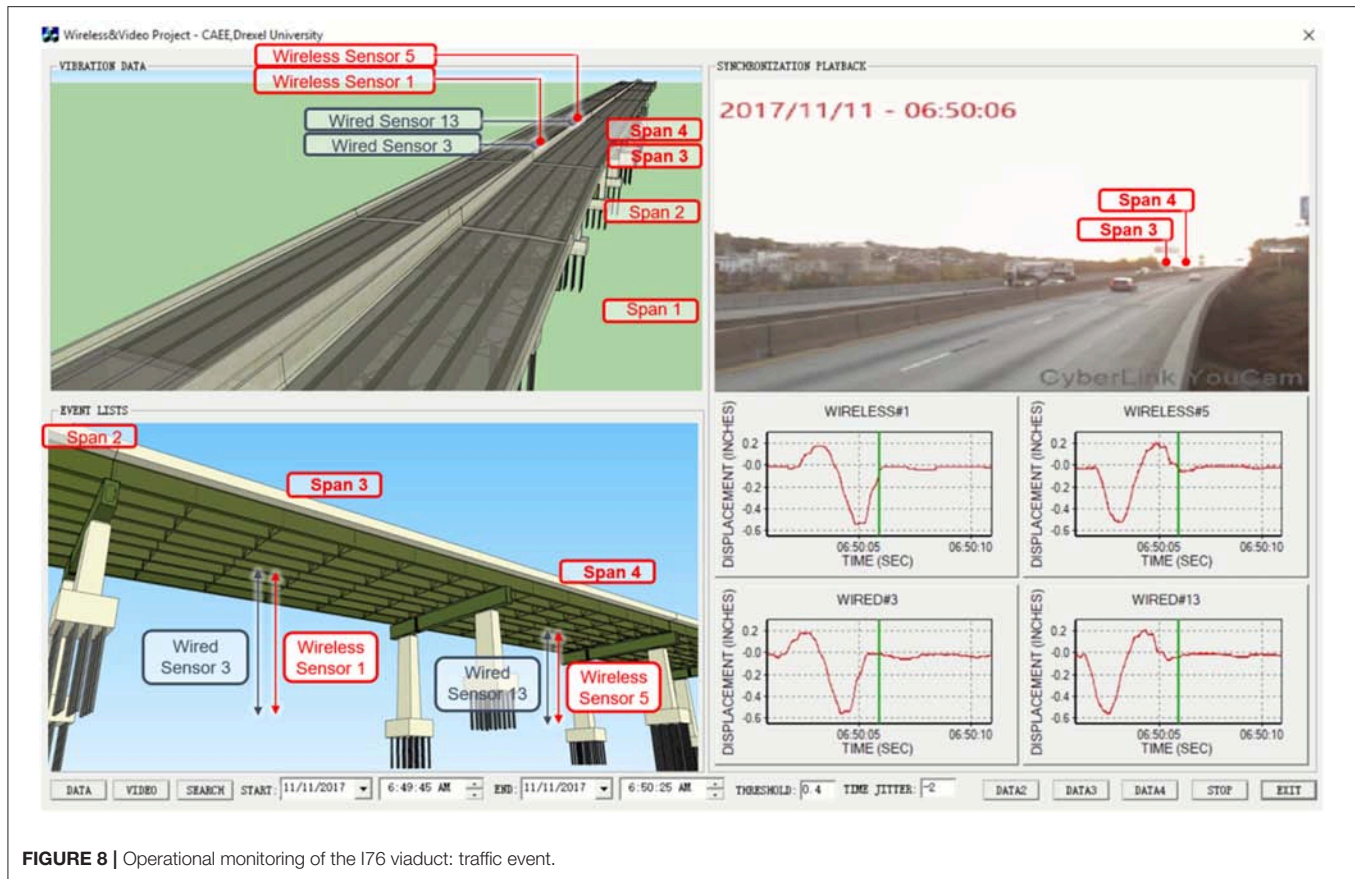 Wireless&Video Project - CAEE,Drexel University
VIBRATION DATA
Wireless Sensor 5
Wireless Sensor 1
Wired Sensor 13
Wired Sensor 3
Span 4
Span 3
Span 2
Span 1
SYNCHRONIZATION PLAYBACK
2017/11/11 - 06:50:06
Span 4
Span 3
CyberLink YouCam
EVENT LISTS
Span 2
Span 3
Span 4
Wired
Sensor 3
Wireless
Sensor 1
Wired
Sensor 13
Wireless
Sensor 5
WIRELESS#1
DISPLACEMENT (INCHES)
0.2
-0.0
-0.2
-0.4
-0.6
06:50:05 06:50:10
TIME (SEC)
WIRELESS#5
DISPLACEMENT (INCHES)
0.2
-0.0
-0.2
-0.4
-0.6
06:50:05 06:50:10
TIME (SEC)
WIRED#3
DISPLACEMENT (INCHES)
0.2
-0.0
-0.2
-0.4
-0.6
06:50:05 06:50:10
TIME (SEC)
WIRED#13
DISPLACEMENT (INCHES)
0.2
-0.0
-0.2
-0.4
-0.6
06:50:05 06:50:10
TIME (SEC)
DATA VIDEO SEARCH START: 11/11/2017 6:49:45 AM END: 11/11/2017 6:50:25 AM THRESHOLD: 0.4 TIME JITTER: -2 DATA2 DATA3 DATA4 STOP EXIT
FIGURE 8 | Operational monitoring of the I76 viaduct: traffic event.